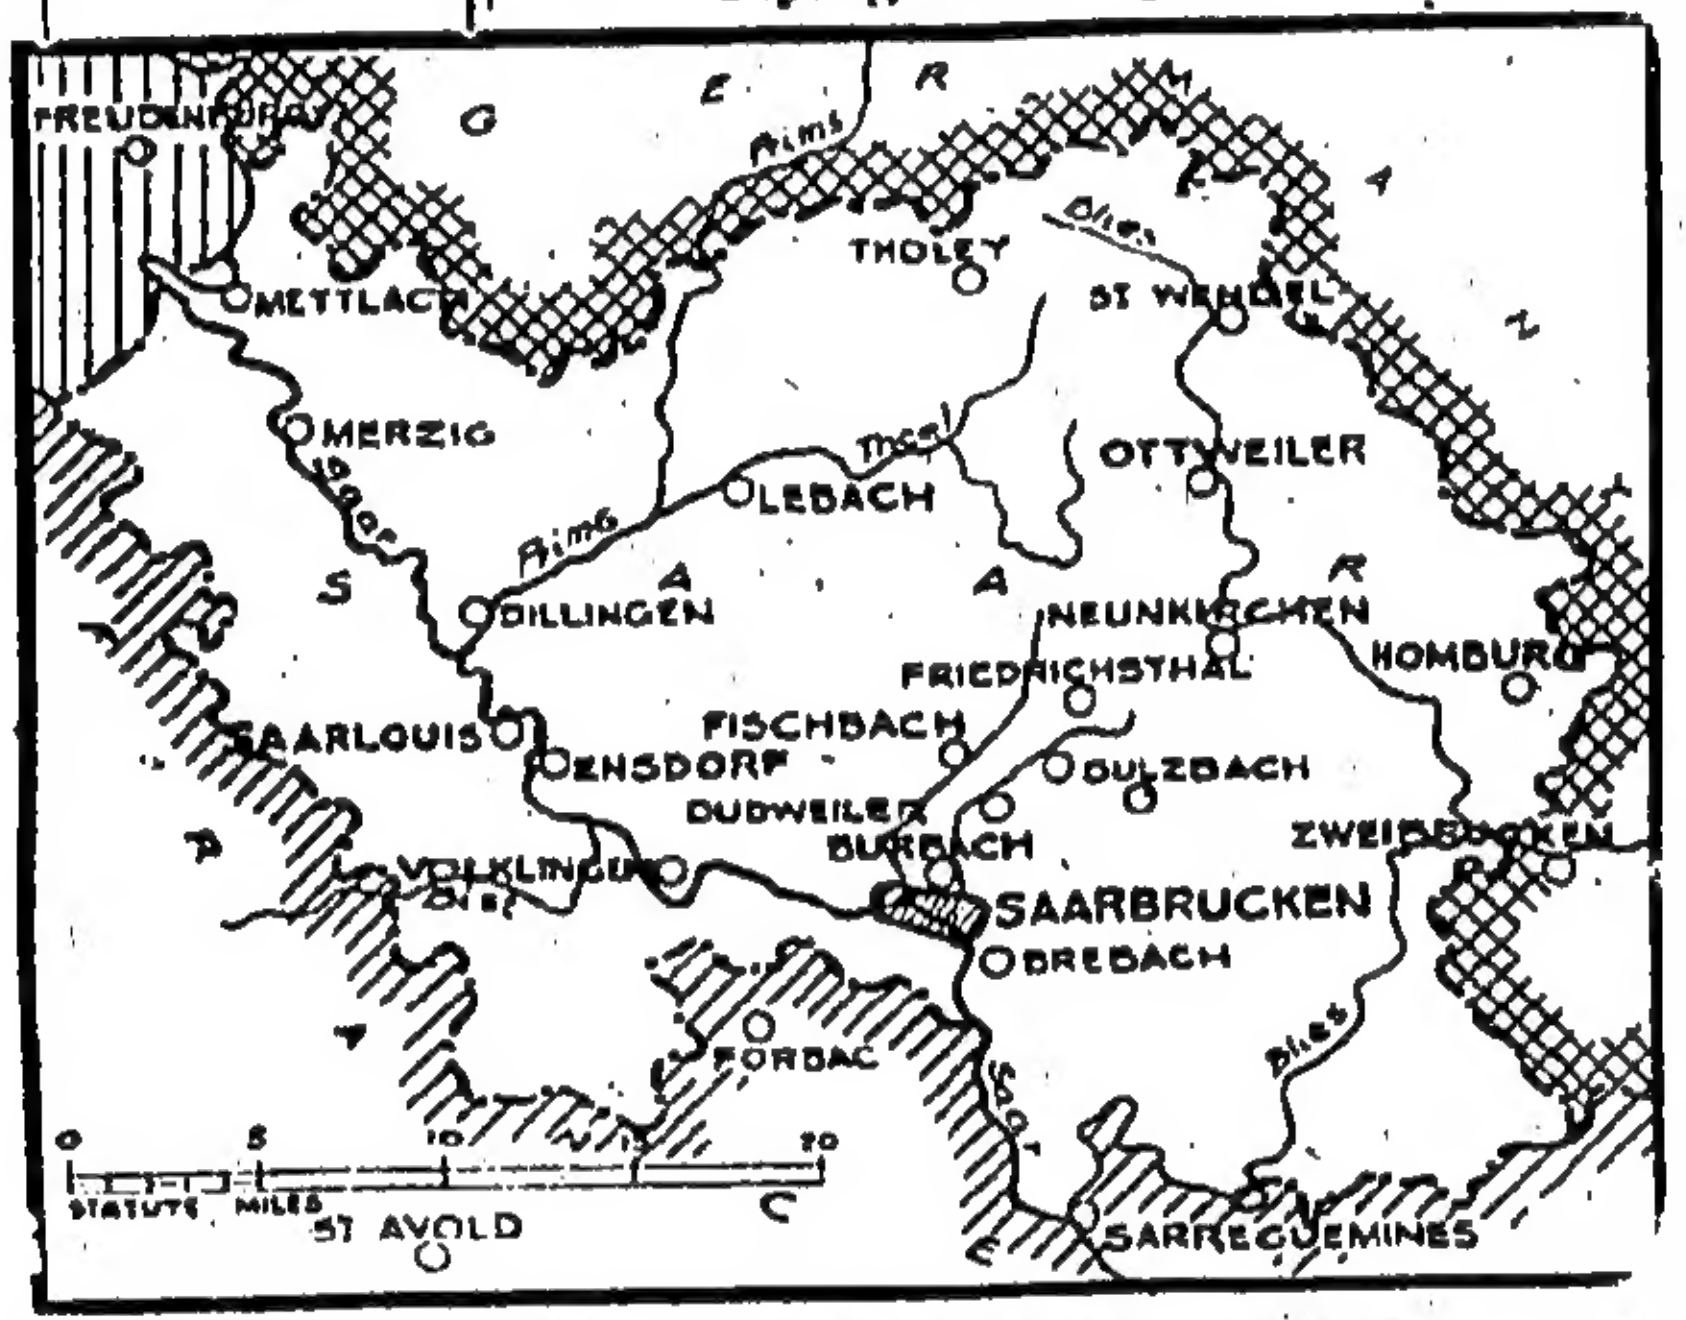 G E R M A N
FREUDENBURG
Prims
Blies
THOLEY
METTLACH
ST WENDEL
MERZIG
Saar
Theel
OTTWEILER
LEBACH
Prims
S A A R
DILLINGEN
NEUNKIRCHEN
HOMBURG
FRIEDRICHSTHAL
SAARLOUIS
FISCHBACH
ENSDORF
SULZBACH
DUDWEILER
BURBACH
ZWEIBRUCKEN
VOLKLINGEN
Bist
SAARBRUCKEN
BREBACH
Blies
FORBAC
Saar
F R A N C E
0 5 10 15 20
STATUTE MILES
ST AVOLD
SARREGUEMINES